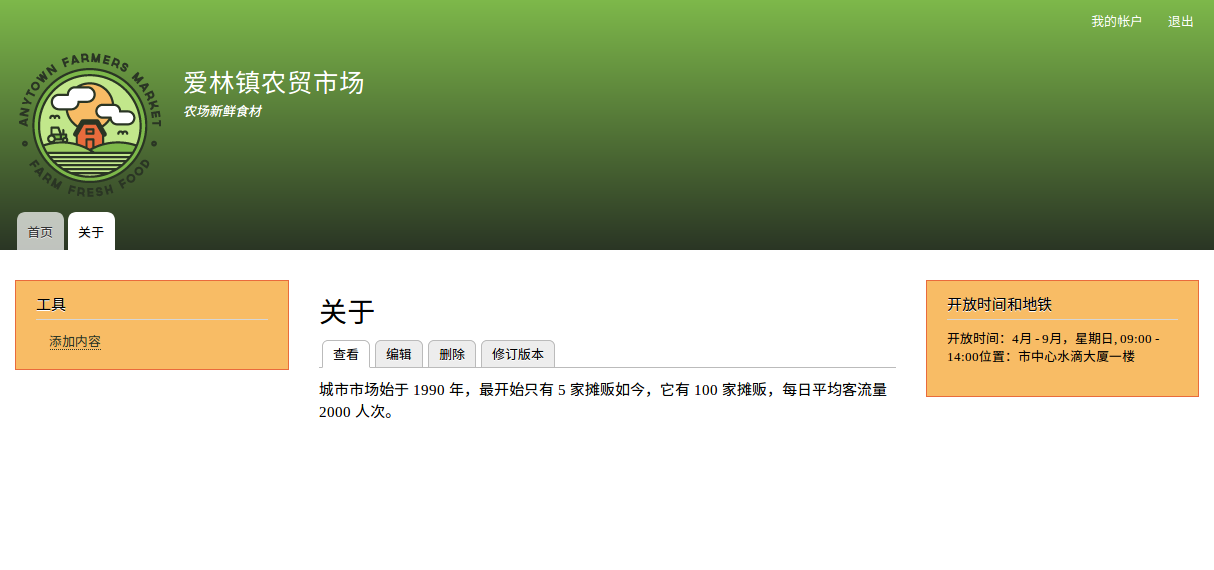 我的帐户 退出
ANYTOWN FARMERS MARKET
FARM FRESH FOOD
爱林镇农贸市场
农场新鲜食材
首页 关于
工具
添加内容
关于
查看 编辑 删除 修订版本
城市市场始于 1990 年，最开始只有 5 家摊贩如今，它有 100 家摊贩，每日平均客流量
2000 人次。
开放时间和地铁
开放时间：4月 - 9月，星期日, 09:00 -
14:00位置：市中心水滴大厦一楼